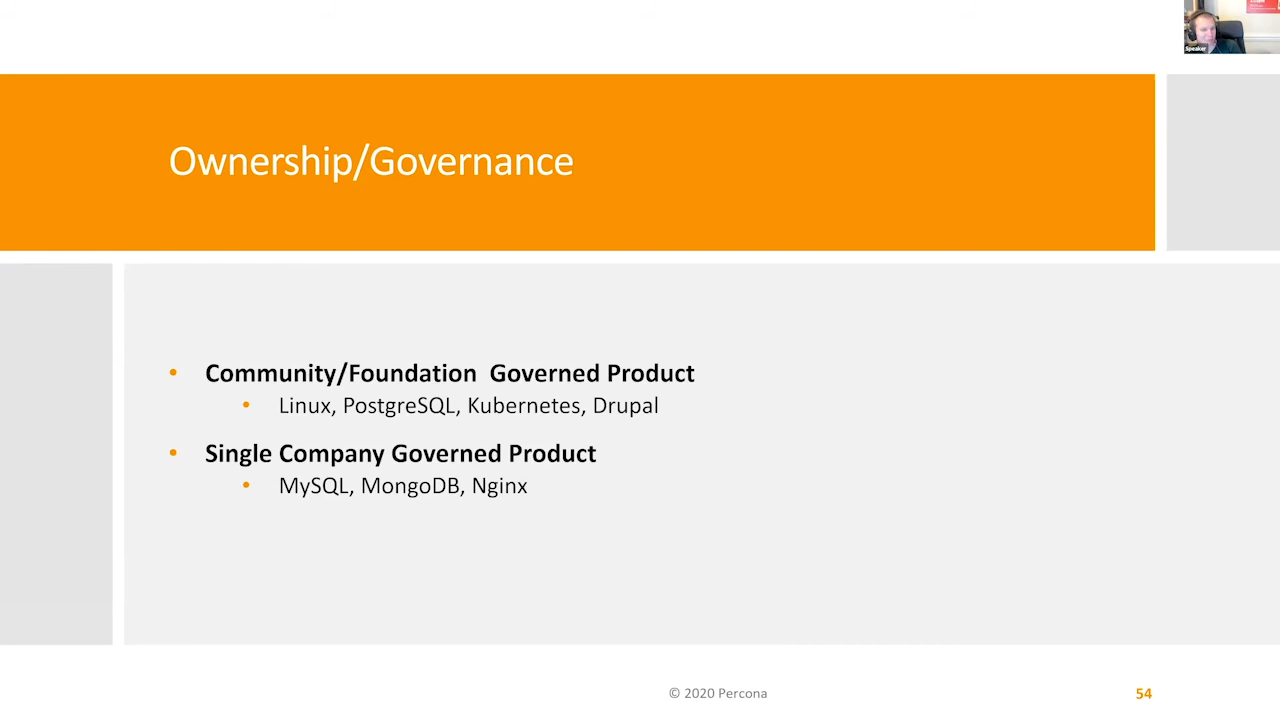 Speaker
Ownership/Governance
• Community/Foundation Governed Product
• Linux, PostgreSQL, Kubernetes, Drupal
• Single Company Governed Product
• MySQL, MongoDB, Nginx
© 2020 Percona
54